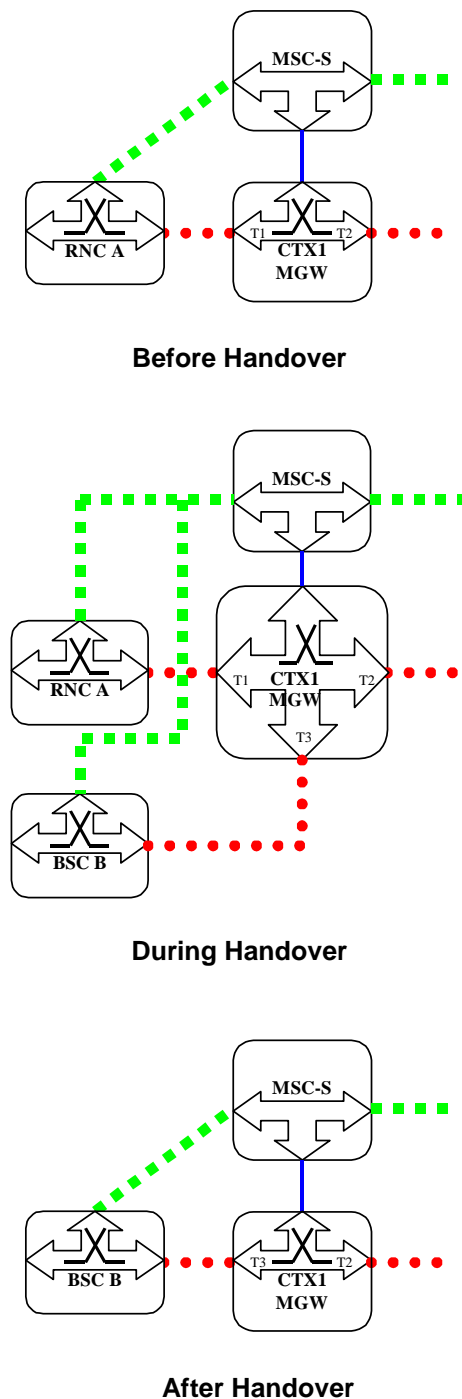 MSC-S
RNC A
T1
T2
CTX1
MGW
Before Handover
MSC-S
RNC A
T1
CTX1
MGW
T2
T3
BSC B
During Handover
MSC-S
BSC B
T3
T2
CTX1
MGW
After Handover